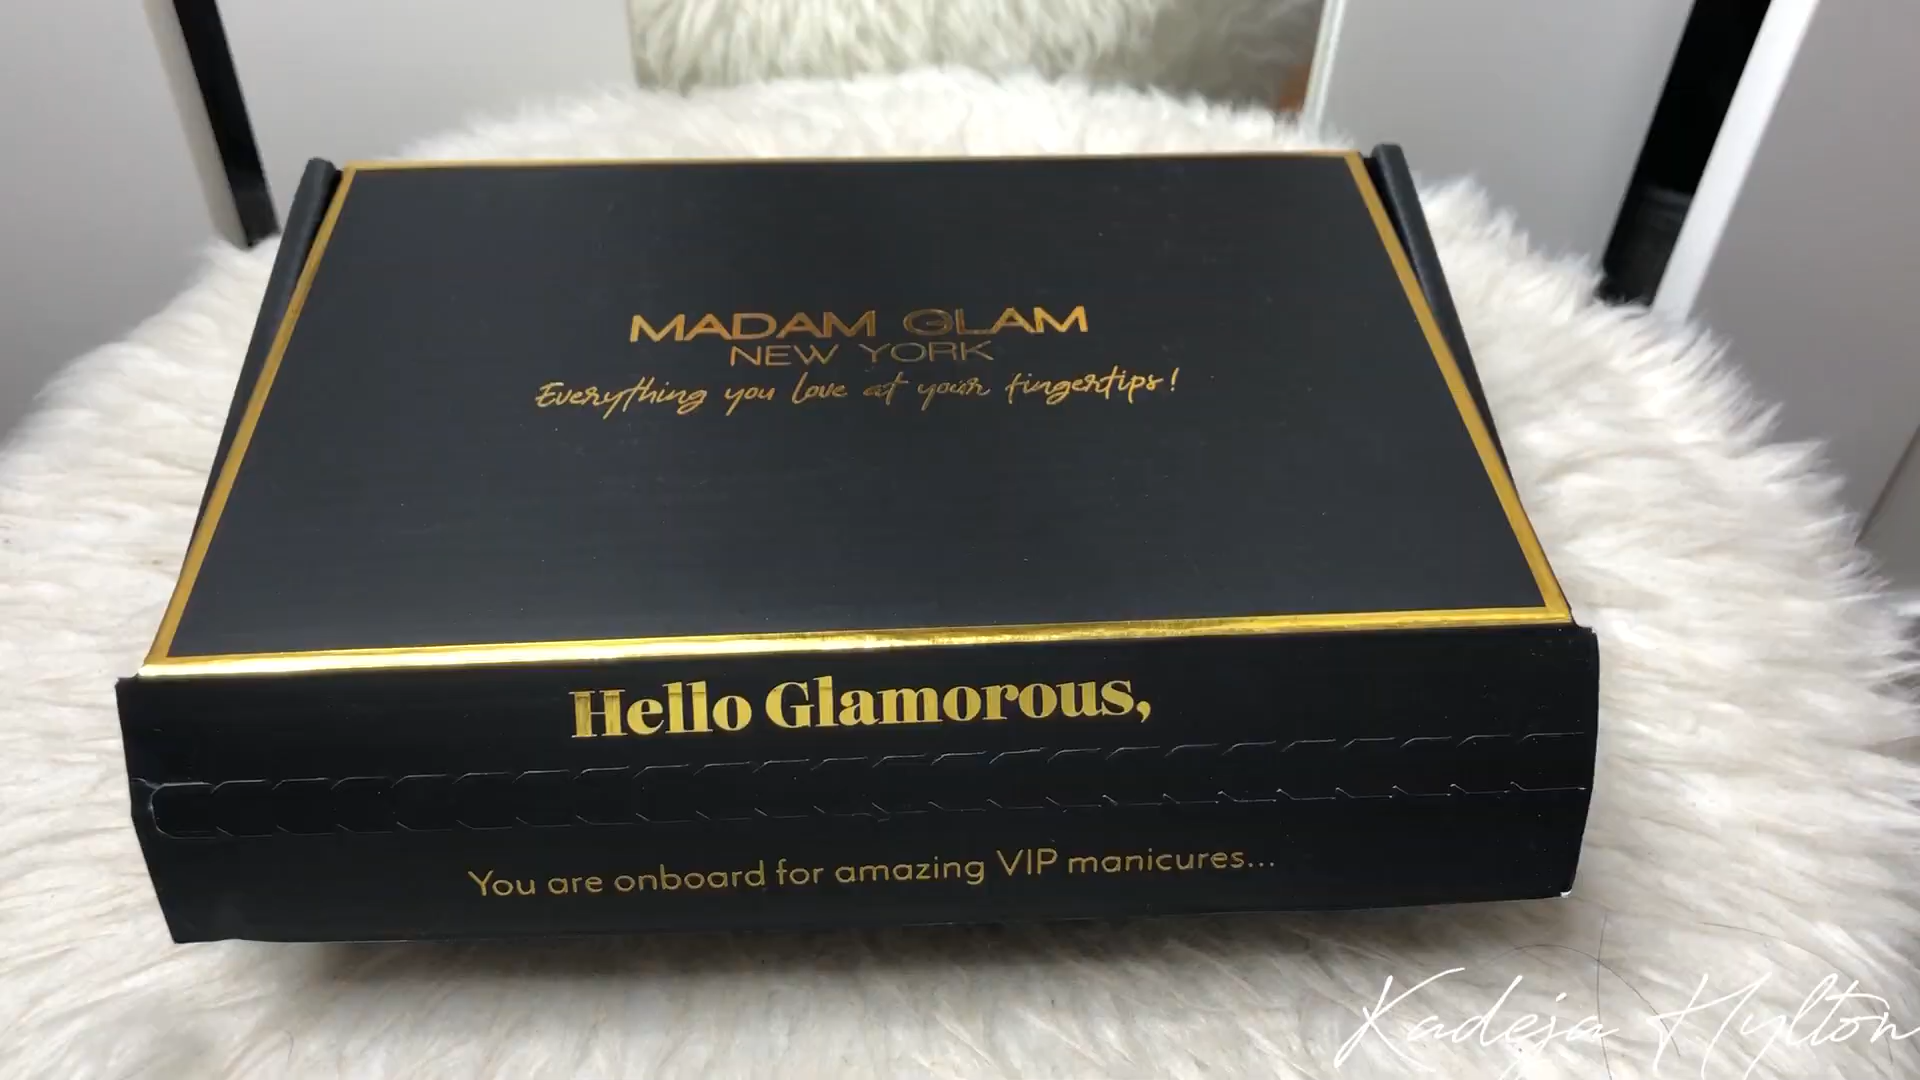 MADAM GLAM
NEW YORK
Everything you love at your fingertips!
Hello Glamorous,
You are onboard for amazing VIP manicures...
Kadeja Hylton